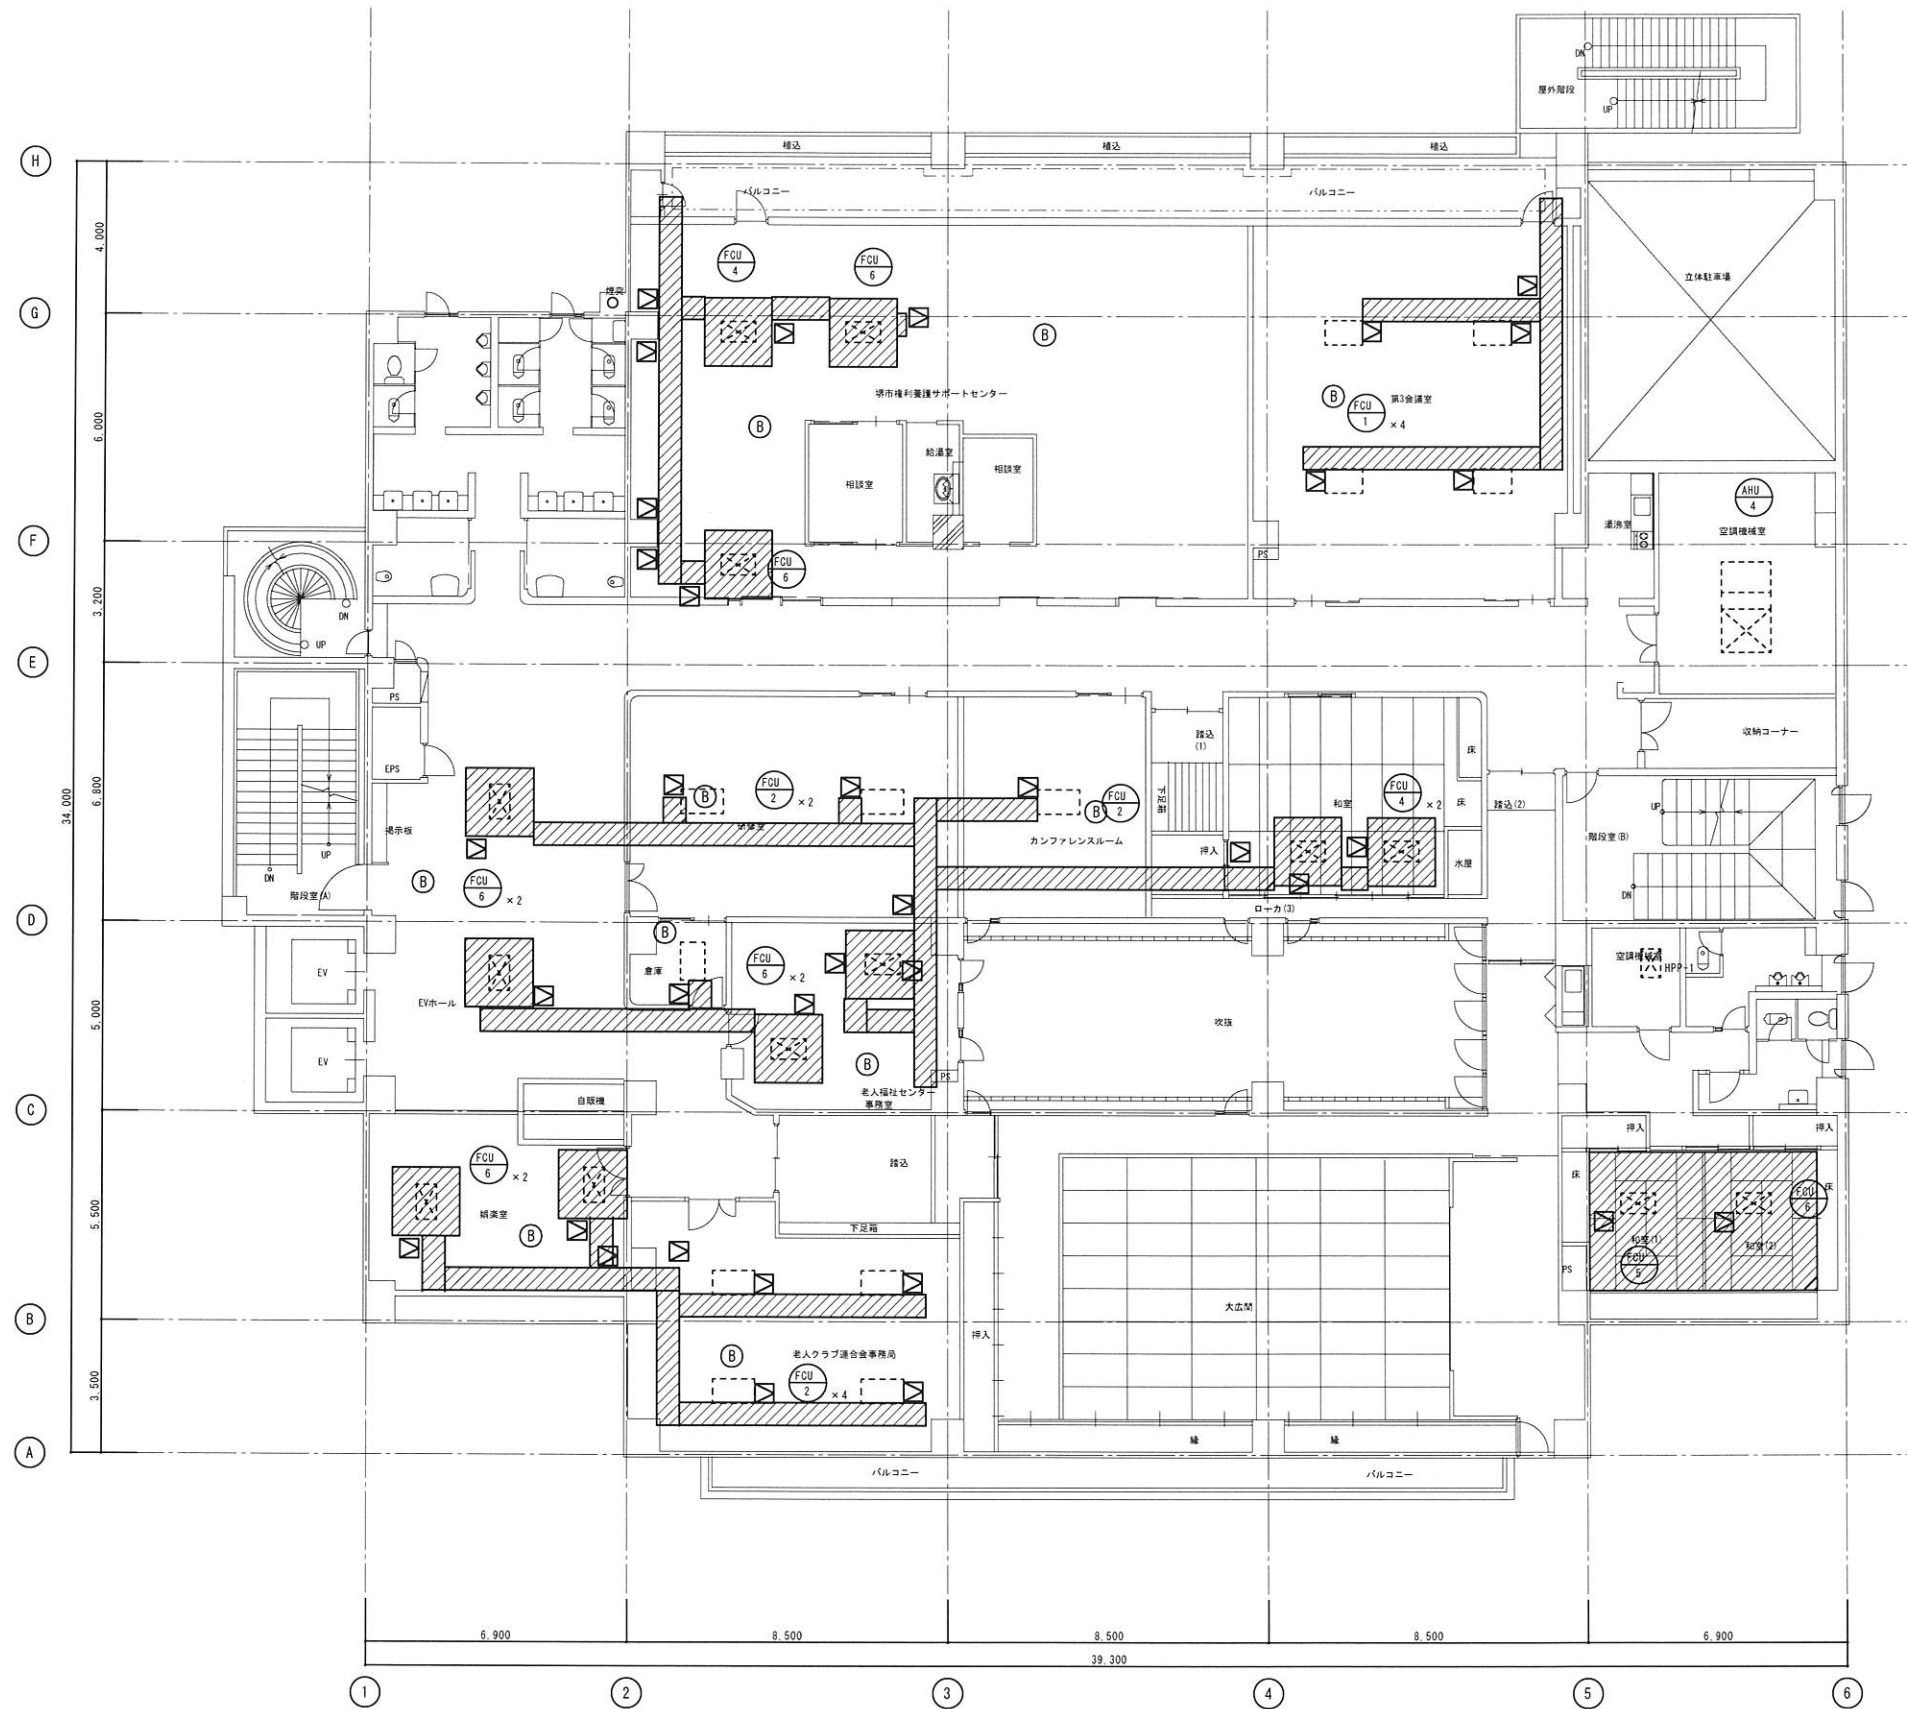 DN
屋外階段
UP
H
植込
植込
植込
バルコニー
バルコニー
4,000
FCU
4
FCU
6
立体駐車場
煙突
G
B
堺市権利養護サポートセンター
B
FCU
1
× 4
第3会議室
6,000
B
給湯室
相談室
相談室
AHU
4
湯沸室
空調機械室
F
PS
FCU
6
3,200
DN
UP
E
PS
踏込
(1)
収納コーナー
床
EPS
FCU
2
× 2
B
FCU
2
B
和室
FCU
4
× 2
床
踏込(2)
34,000
6,800
下足箱
UP
掲示板
研修室
カンファレンスルーム
階段室(B)
UP
押入
水屋
DN
B
FCU
6
× 2
階段室(A)
DN
ローカ(3)
D
B
倉庫
FCU
6
× 2
空調機械室
HPP-1
EV
EVホール
5,000
吹抜
EV
B
PS
老人福祉センター
事務室
自販機
C
押入
押入
FCU
6
× 2
踏込
床
床
FCU
6
5,500
娯楽室
下足箱
B
和室(1)
和室(2)
FCU
5
PS
大広間
B
押入
B
老人クラブ連合会事務局
FCU
2
× 4
3,500
縁
縁
A
バルコニー
バルコニー
6,900
8,500
8,500
8,500
6,900
39,300
1
2
3
4
5
6